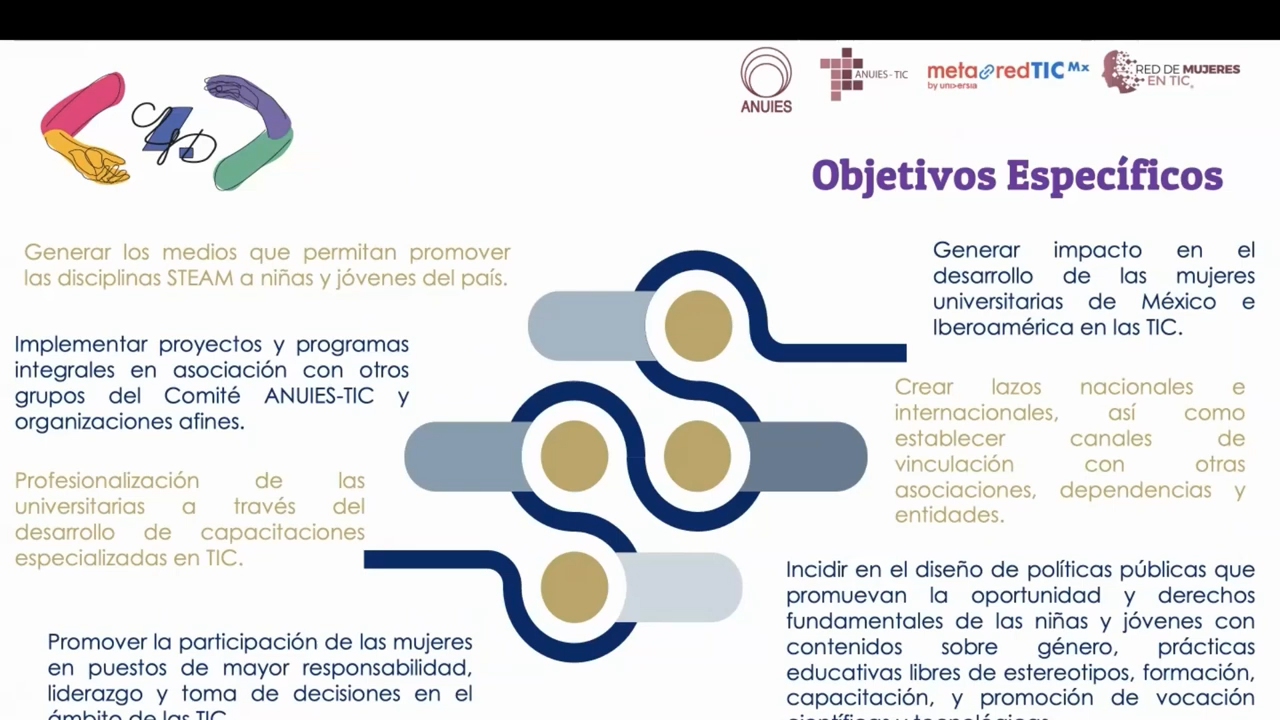 ANUIES
ANUIES - TIC
metaredTIC Mx
by universia
RED DE MUJERES
EN TIC
Objetivos Específicos
Generar los medios que permitan promover
las disciplinas STEAM a niñas y jóvenes del país.
Implementar proyectos y programas
integrales en asociación con otros
grupos del Comité ANUIES-TIC y
organizaciones afines.
Profesionalización de las
universitarias a través del
desarrollo de capacitaciones
especializadas en TIC.
Promover la participación de las mujeres
en puestos de mayor responsabilidad,
liderazgo y toma de decisiones en el
ámbito de las TIC.
Generar impacto en el
desarrollo de las mujeres
universitarias de México e
Iberoamérica en las TIC.
Crear lazos nacionales e
internacionales, así como
establecer canales de
vinculación con otras
asociaciones, dependencias y
entidades.
Incidir en el diseño de políticas públicas que
promuevan la oportunidad y derechos
fundamentales de las niñas y jóvenes con
contenidos sobre género, prácticas
educativas libres de estereotipos, formación,
capacitación, y promoción de vocación
científicas y tecnológicas.